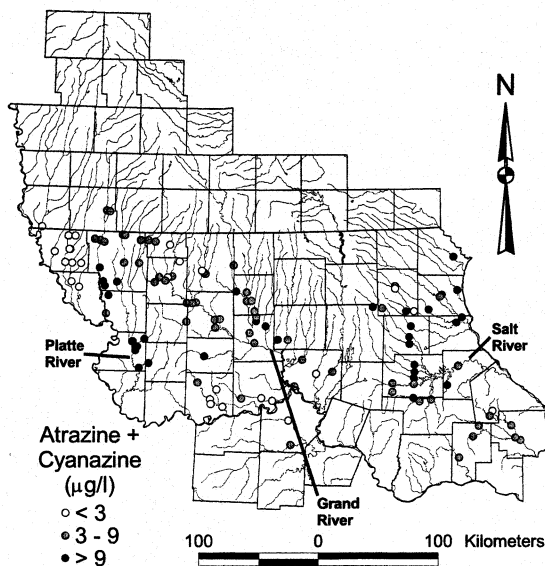 N
Salt
River
Platte
River
Grand
River
Atrazine +
Cyanazine
(µg/l)
< 3
3 - 9
> 9
100 0 100 Kilometers